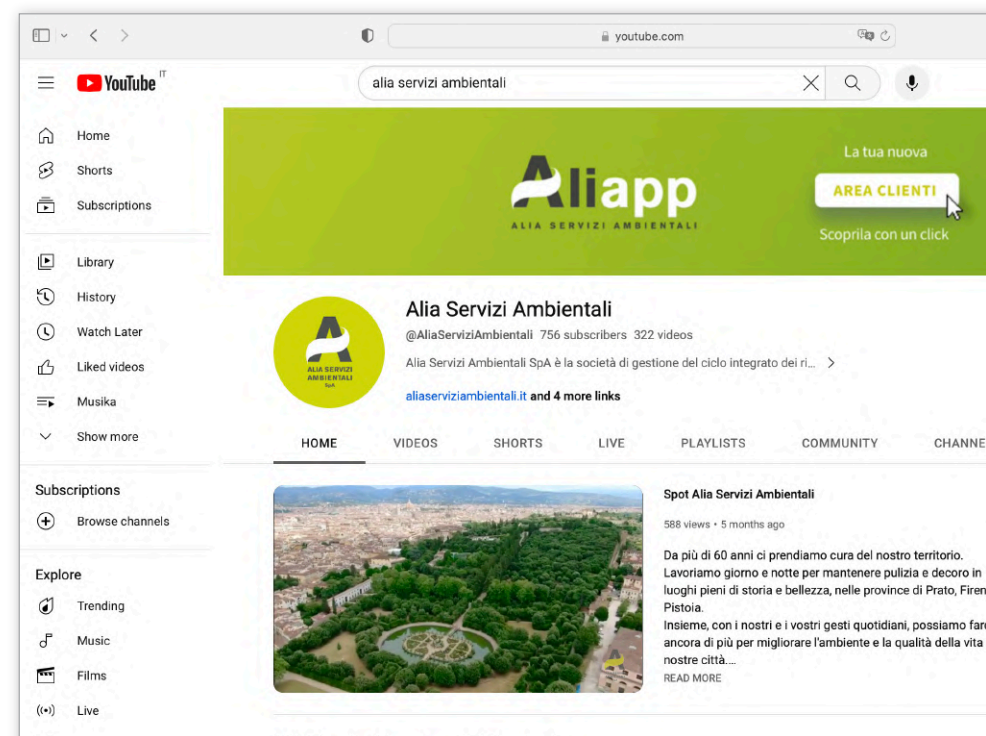 youtube.com
YouTube IT
alia servizi ambientali
Home
Shorts
Subscriptions
Library
History
Watch Later
Liked videos
Musika
Show more
Subscriptions
Browse channels
Explore
Trending
Music
Films
Live
Aliapp
ALIA SERVIZI AMBIENTALI
La tua nuova
AREA CLIENTI
Scoprila con un click
ALIA SERVIZI
AMBIENTALI
SpA
Alia Servizi Ambientali
@AliaServiziAmbientali 756 subscribers 322 videos
Alia Servizi Ambientali SpA è la società di gestione del ciclo integrato dei ri...
aliaserviziambientali.it and 4 more links
HOME VIDEOS SHORTS LIVE PLAYLISTS COMMUNITY CHANNE
Spot Alia Servizi Ambientali
588 views • 5 months ago
Da più di 60 anni ci prendiamo cura del nostro territorio.
Lavoriamo giorno e notte per mantenere pulizia e decoro in
luoghi pieni di storia e bellezza, nelle province di Prato, Firen
Pistoia.
Insieme, con i nostri e i vostri gesti quotidiani, possiamo fare
ancora di più per migliorare l'ambiente e la qualità della vita
nostre città....
READ MORE